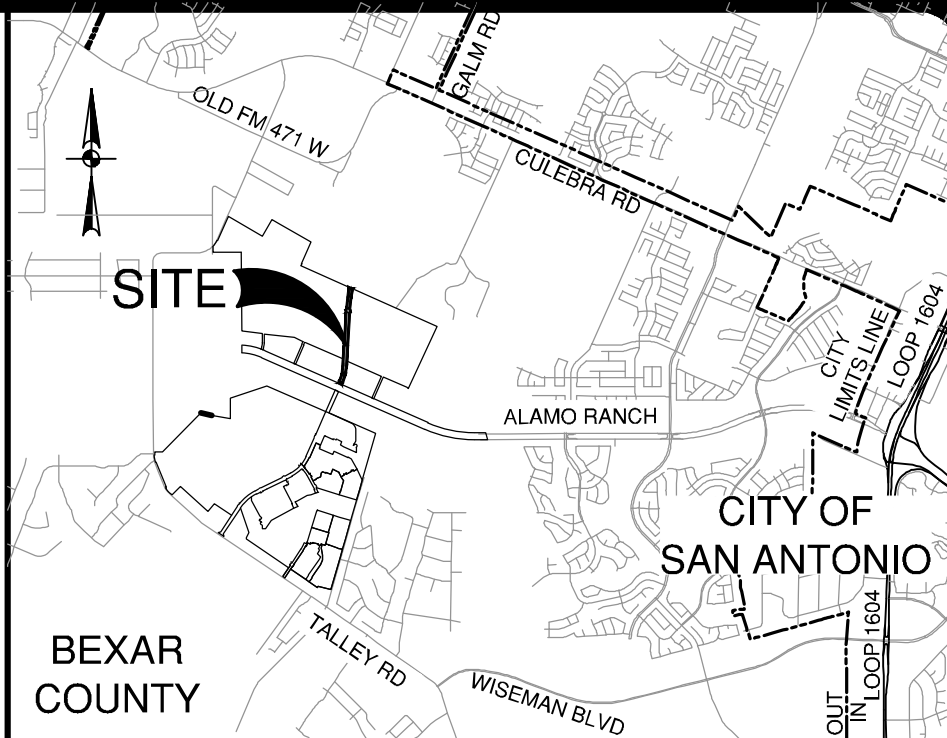 GALM RD
OLD FM 471 W
CULEBRA RD
SITE
CITY
LIMITS LINE
LOOP 1604
ALAMO RANCH
CITY OF
SAN ANTONIO
TALLEY RD
BEXAR
COUNTY
WISEMAN BLVD
OUT
IN
LOOP 1604